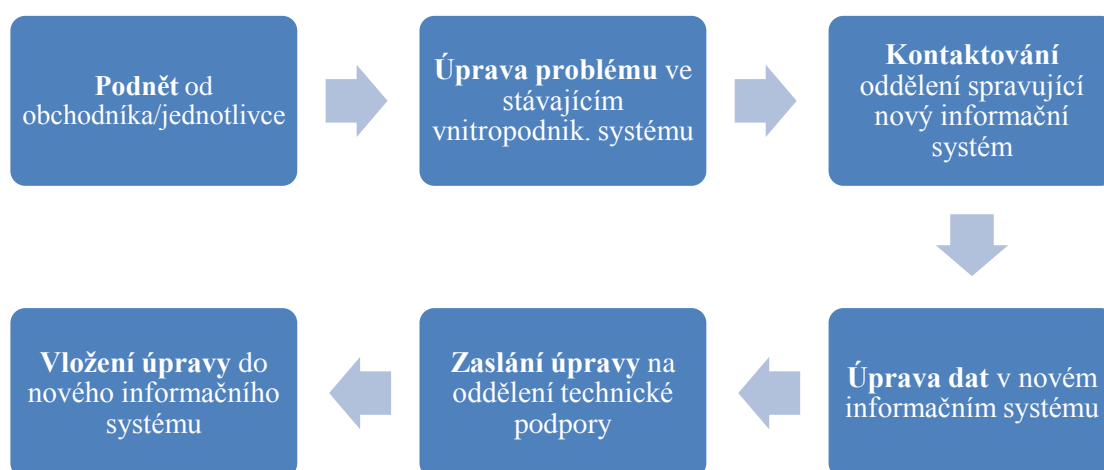 Podnět od
obchodníka/jednotlivce
Úprava problému ve
stávajícím
vnitropodnik. systému
Kontaktování
oddělení spravující
nový informační
systém
Úprava dat v novém
informačním systému
Zaslání úpravy na
oddělení technické
podpory
Vložení úpravy do
nového informačního
systému